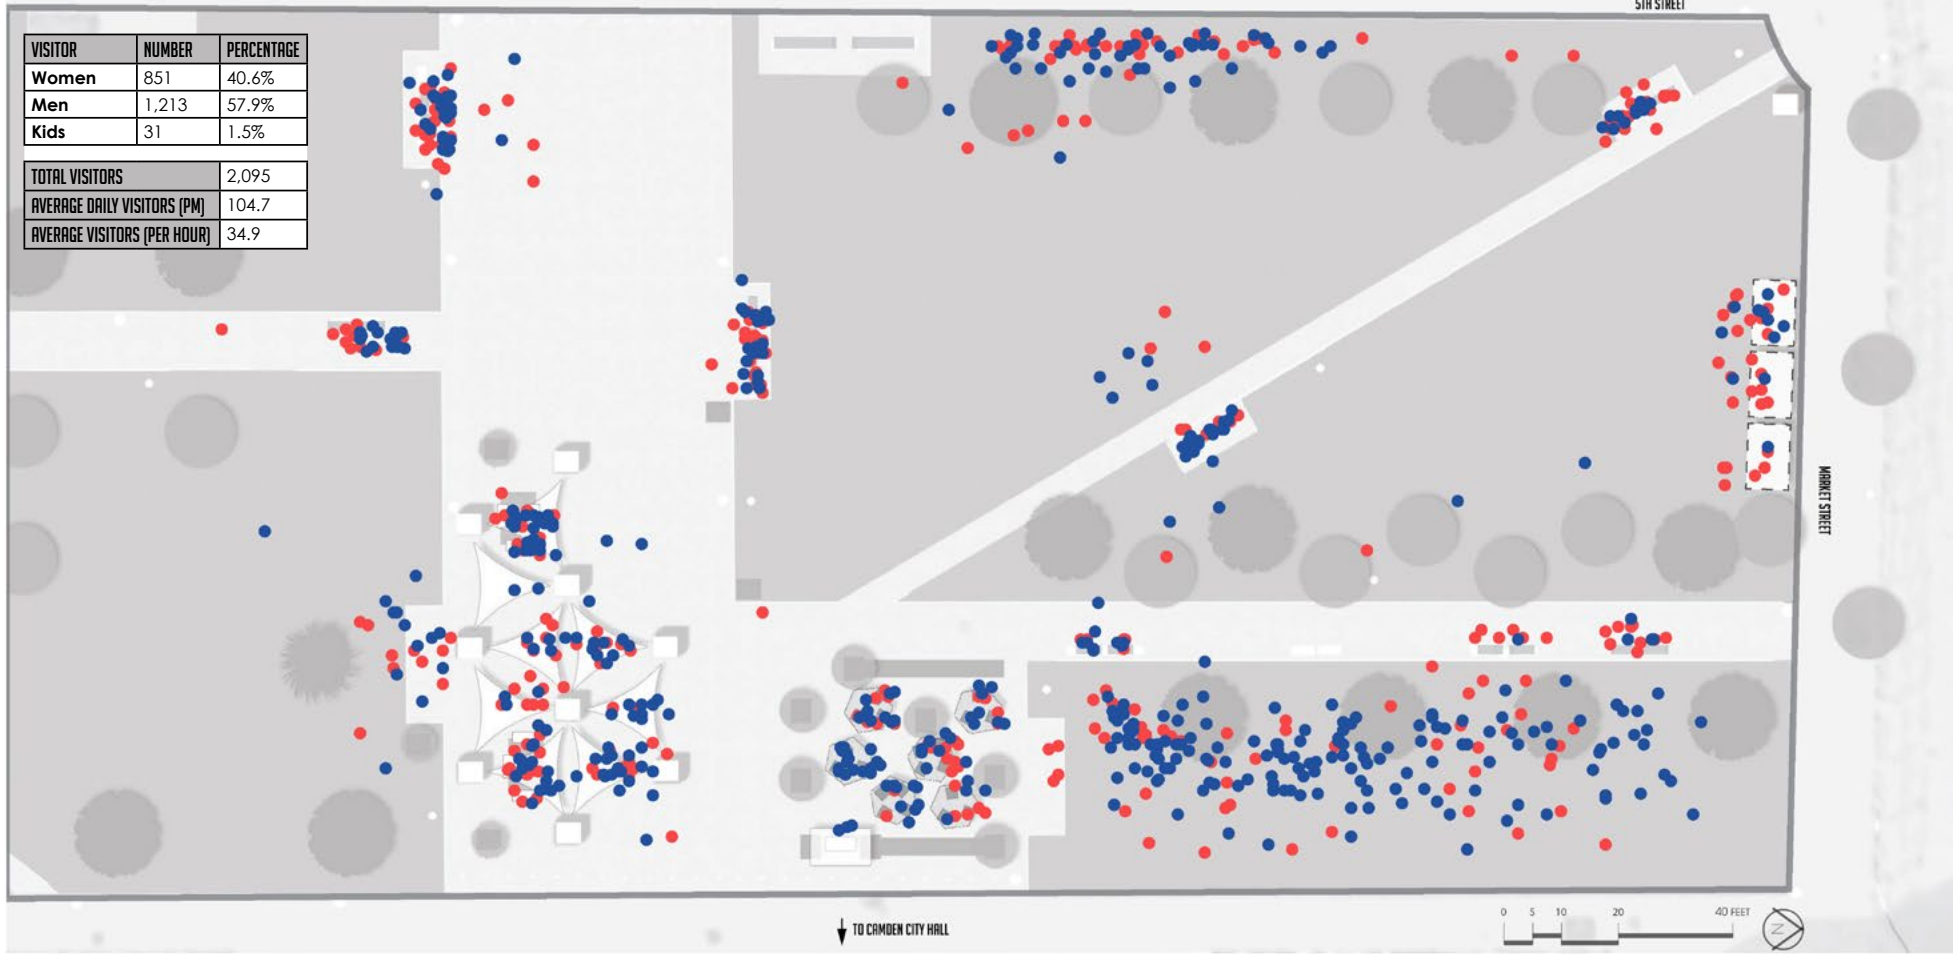 5TH STREET
VISITOR NUMBER PERCENTAGE
Women 851 40.6%
Men 1,213 57.9%
Kids 31 1.5%
TOTAL VISITORS 2,095
AVERAGE DAILY VISITORS (PM) 104.7
AVERAGE VISITORS (PER HOUR) 34.9
MARKET STREET
TO CAMDEN CITY HALL
0 5 10 20 40 FEET
N